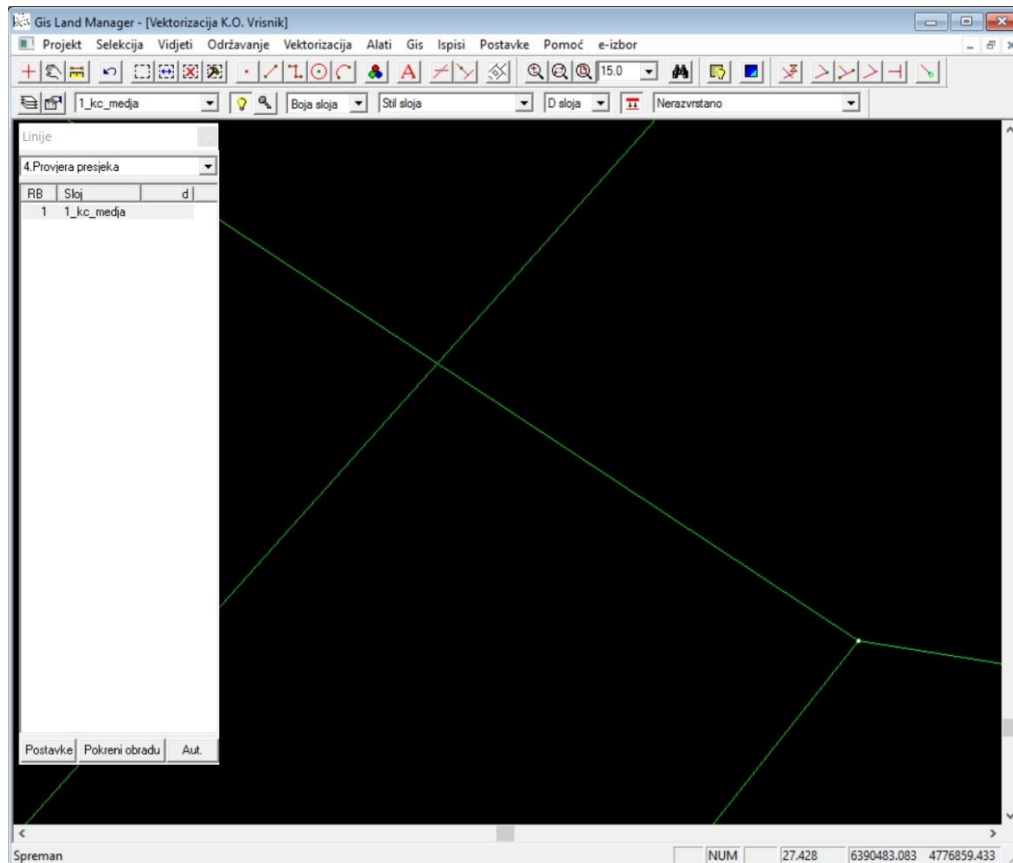 Gis Land Manager - [Vektorizacija K.O. Vrisnik]
Projekt Selekcija Vidjeti Održavanje Vektorizacija Alati Gis Ispisi Postavke Pomoć e-izbor
A 15.0
1_kc_medja Boja sloja Stil sloja D sloja Nerazvrstano
Linije
4.Provjera presjeka
RB Sloj d
1 1_kc_medja
Postavke Pokreni obradu Aut.
Spreman NUM 27.428 6390483.083 4776859.433